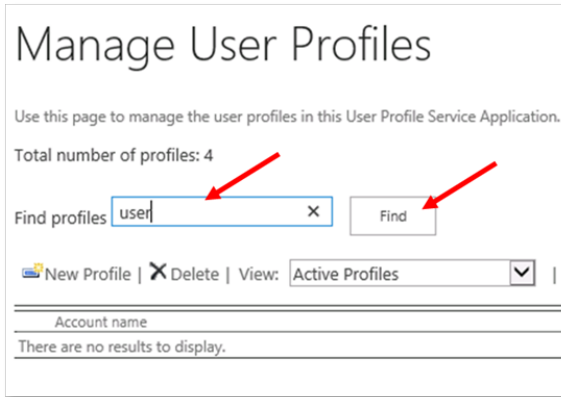 Manage User Profiles
Use this page to manage the user profiles in this User Profile Service Application.
Total number of profiles: 4
Find profiles user × Find
New Profile | Delete | View: Active Profiles |
Account name
There are no results to display.